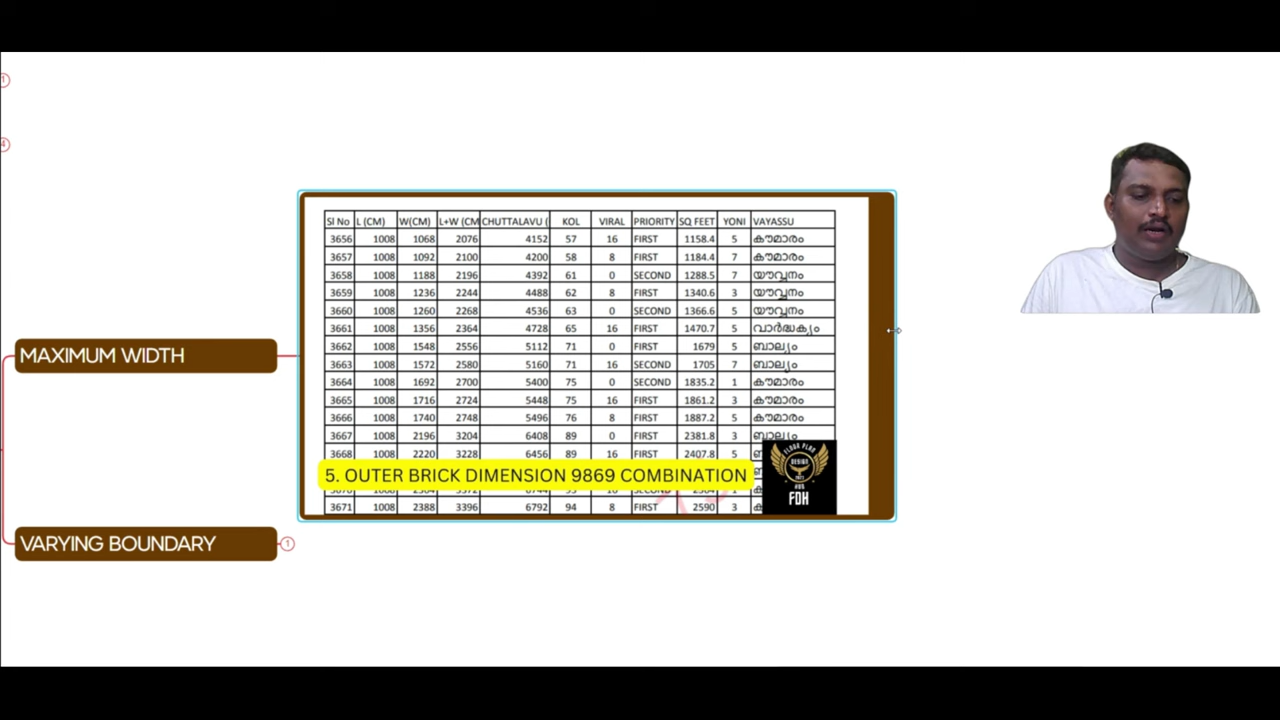 1
4
Sl No L (CM) W(CM) L+W (CM CHUTTALAVU ( KOL VIRAL PRIORITY SQ FEET YONI VAYASSU
3656 1008 1068 2076 4152 57 16 FIRST 1158.4 5 കൗമാരം
3657 1008 1092 2100 4200 58 8 FIRST 1184.4 7 കൗമാരം
3658 1008 1188 2196 4392 61 0 SECOND 1288.5 7 യൗവ്വനം
3659 1008 1236 2244 4488 62 8 FIRST 1340.6 3 യൗവ്വനം
3660 1008 1260 2268 4536 63 0 SECOND 1366.6 5 യൗവ്വനം
3661 1008 1356 2364 4728 65 16 FIRST 1470.7 5 വാർദ്ധക്യം
3662 1008 1548 2556 5112 71 0 FIRST 1679 5 ബാല്യം
3663 1008 1572 2580 5160 71 16 SECOND 1705 7 ബാല്യം
3664 1008 1692 2700 5400 75 0 SECOND 1835.2 1 കൗമാരം
3665 1008 1716 2724 5448 75 16 FIRST 1861.2 3 കൗമാരം
3666 1008 1740 2748 5496 76 8 FIRST 1887.2 5 കൗമാരം
3667 1008 2196 3204 6408 89 0 FIRST 2381.8 3 ബാല്യം
3668 1008 2220 3228 6456 89 16 FIRST 2407.8 5
5. OUTER BRICK DIMENSION 9869 COMBINATION
3671 1008 2388 3396 6792 94 8 FIRST 2590 3
FLOOR PLAN
DESIGN
HUB
FDH
MAXIMUM WIDTH
VARYING BOUNDARY 1